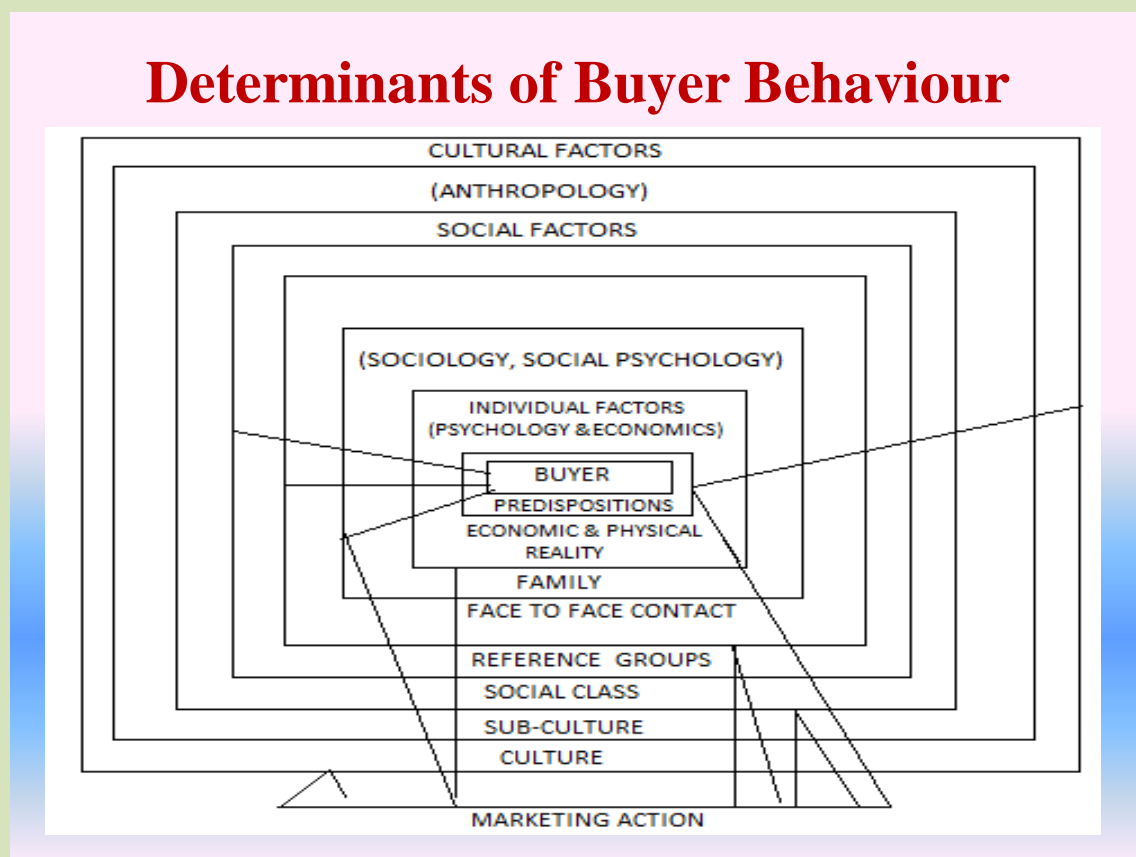 Determinants of Buyer Behaviour
CULTURAL FACTORS
(ANTHROPOLOGY)
SOCIAL FACTORS
(SOCIOLOGY, SOCIAL PSYCHOLOGY)
INDIVIDUAL FACTORS
(PSYCHOLOGY &ECONOMICS)
BUYER
PREDISPOSITIONS
ECONOMIC & PHYSICAL
REALITY
FAMILY
FACE TO FACE CONTACT
REFERENCE GROUPS
SOCIAL CLASS
SUB-CULTURE
CULTURE
MARKETING ACTION